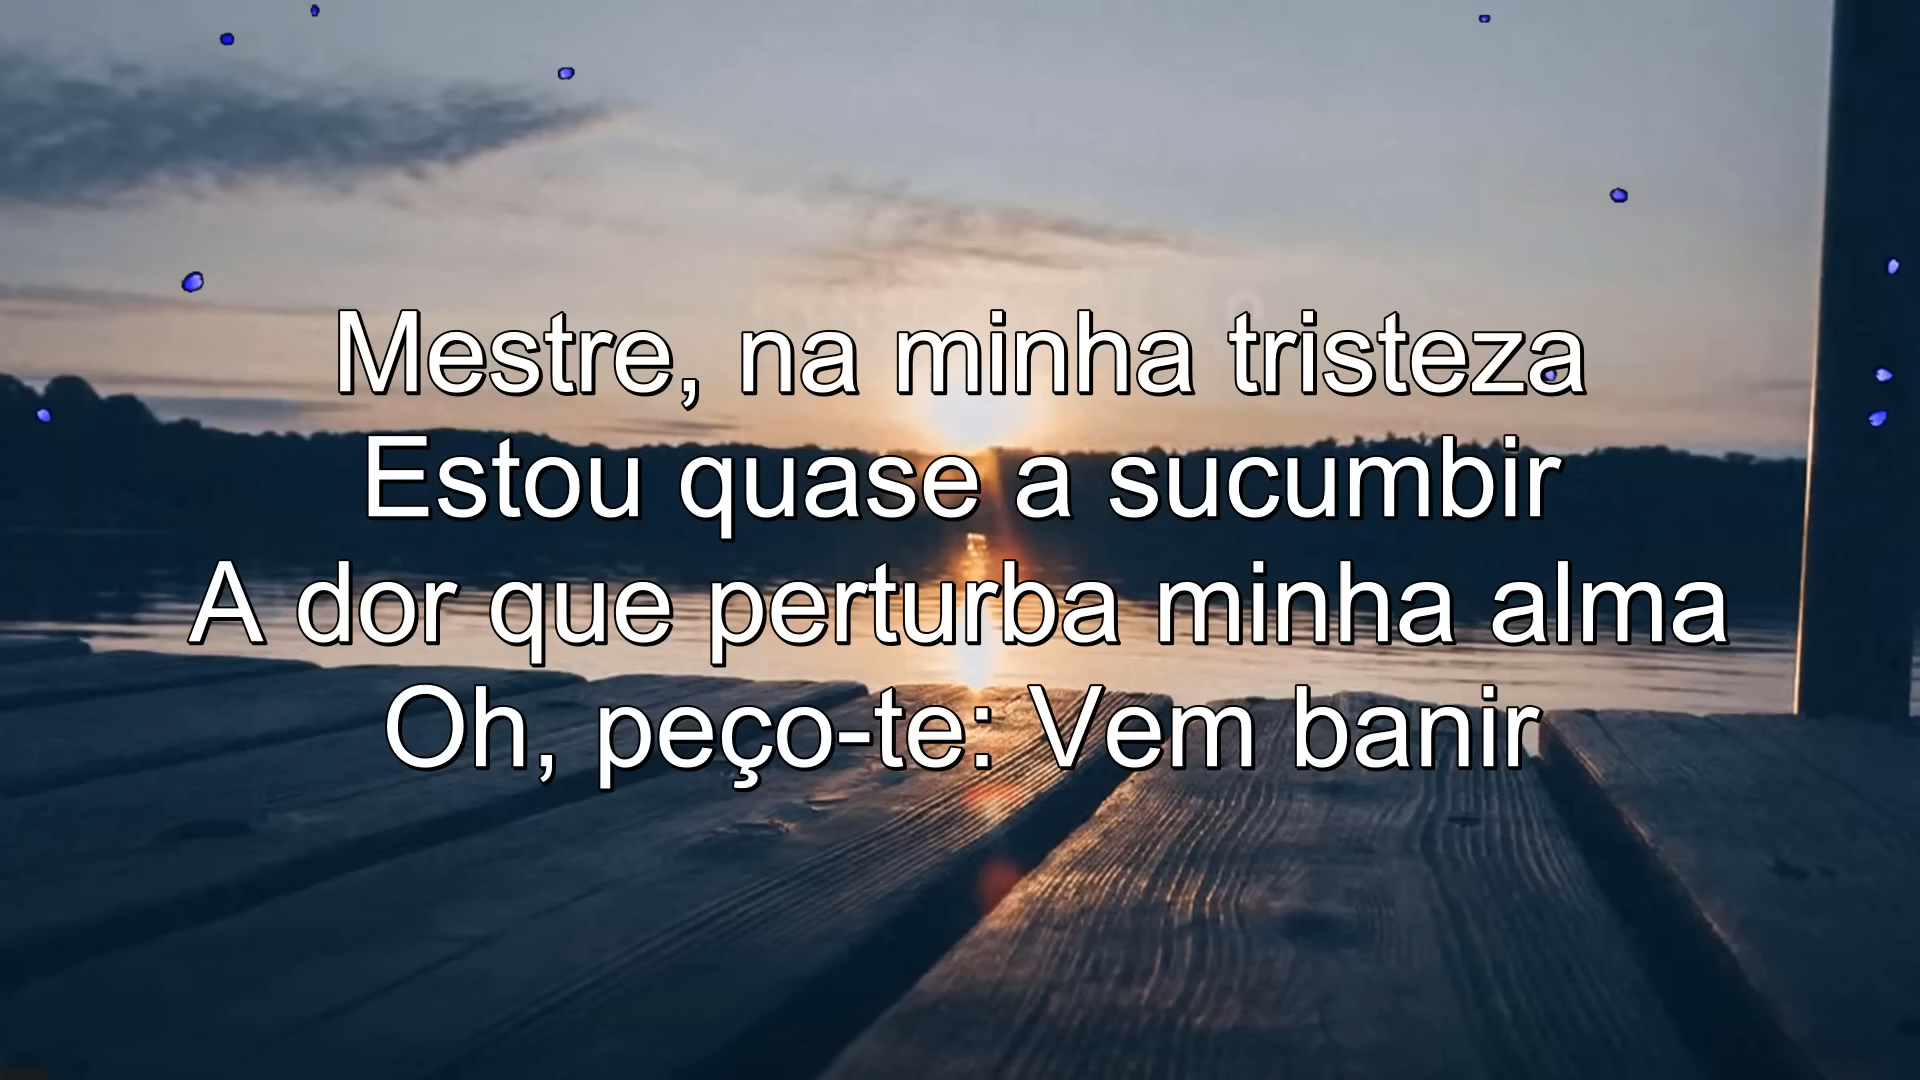 Mestre, na minha tristeza
Estou quase a sucumbir
A dor que perturba minha alma
Oh, peço-te: Vem banir